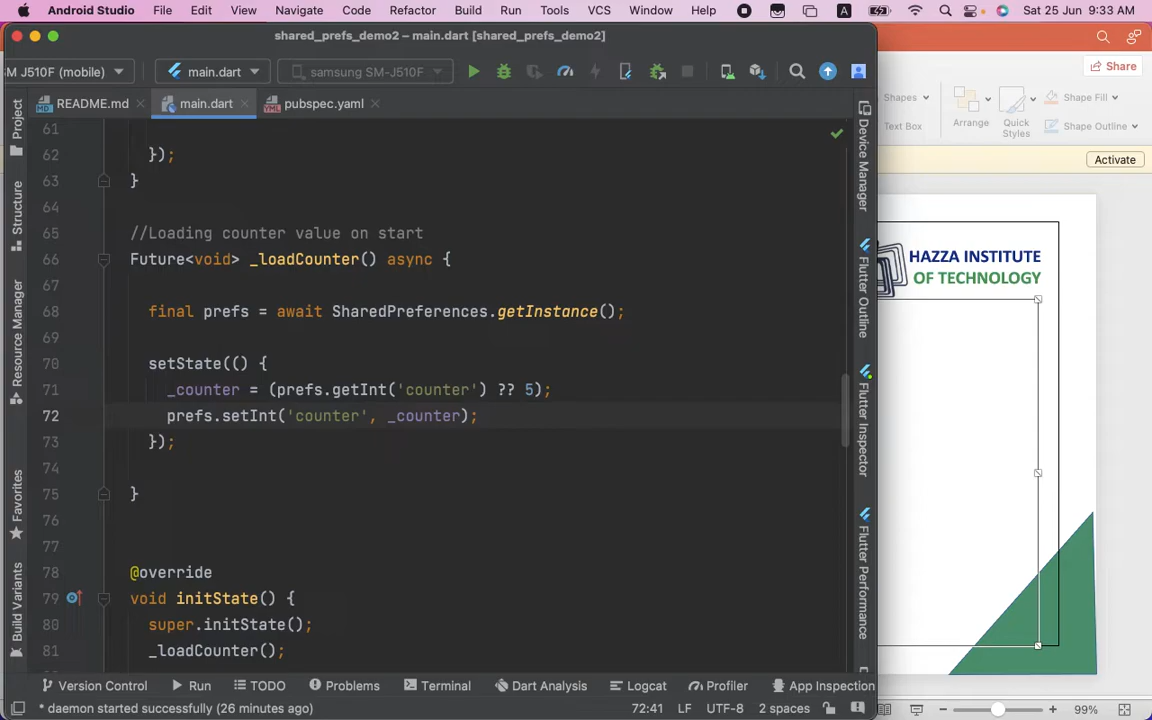 Android Studio File Edit View Navigate Code Refactor Build Run Tools VCS Window Help A Sat 25 Jun 9:33 AM
shared_prefs_demo2 – main.dart [shared_prefs_demo2]
Share
SM J510F (mobile) main.dart samsung SM-J510F
Shapes Arrange Quick Styles Shape Fill
Text Box Shape Outline
README.md main.dart pubspec.yaml
Activate
Project
Structure
Resource Manager
Favorites
Build Variants
61
62 });
63 }
64
65 //Loading counter value on start
66 Future<void> _loadCounter() async {
67
68 final prefs = await SharedPreferences.getInstance();
69
70 setState(() {
71 _counter = (prefs.getInt('counter') ?? 5);
72 prefs.setInt('counter', _counter);
73 });
74
75 }
76
77
78 @override
79 void initState() {
80 super.initState();
81 _loadCounter();
Device Manager
Flutter Outline
Flutter Inspector
Flutter Performance
HAZZA INSTITUTE
OF TECHNOLOGY
Version Control Run TODO Problems Terminal Dart Analysis Logcat Profiler App Inspection
* daemon started successfully (26 minutes ago) 72:41 LF UTF-8 2 spaces
99%